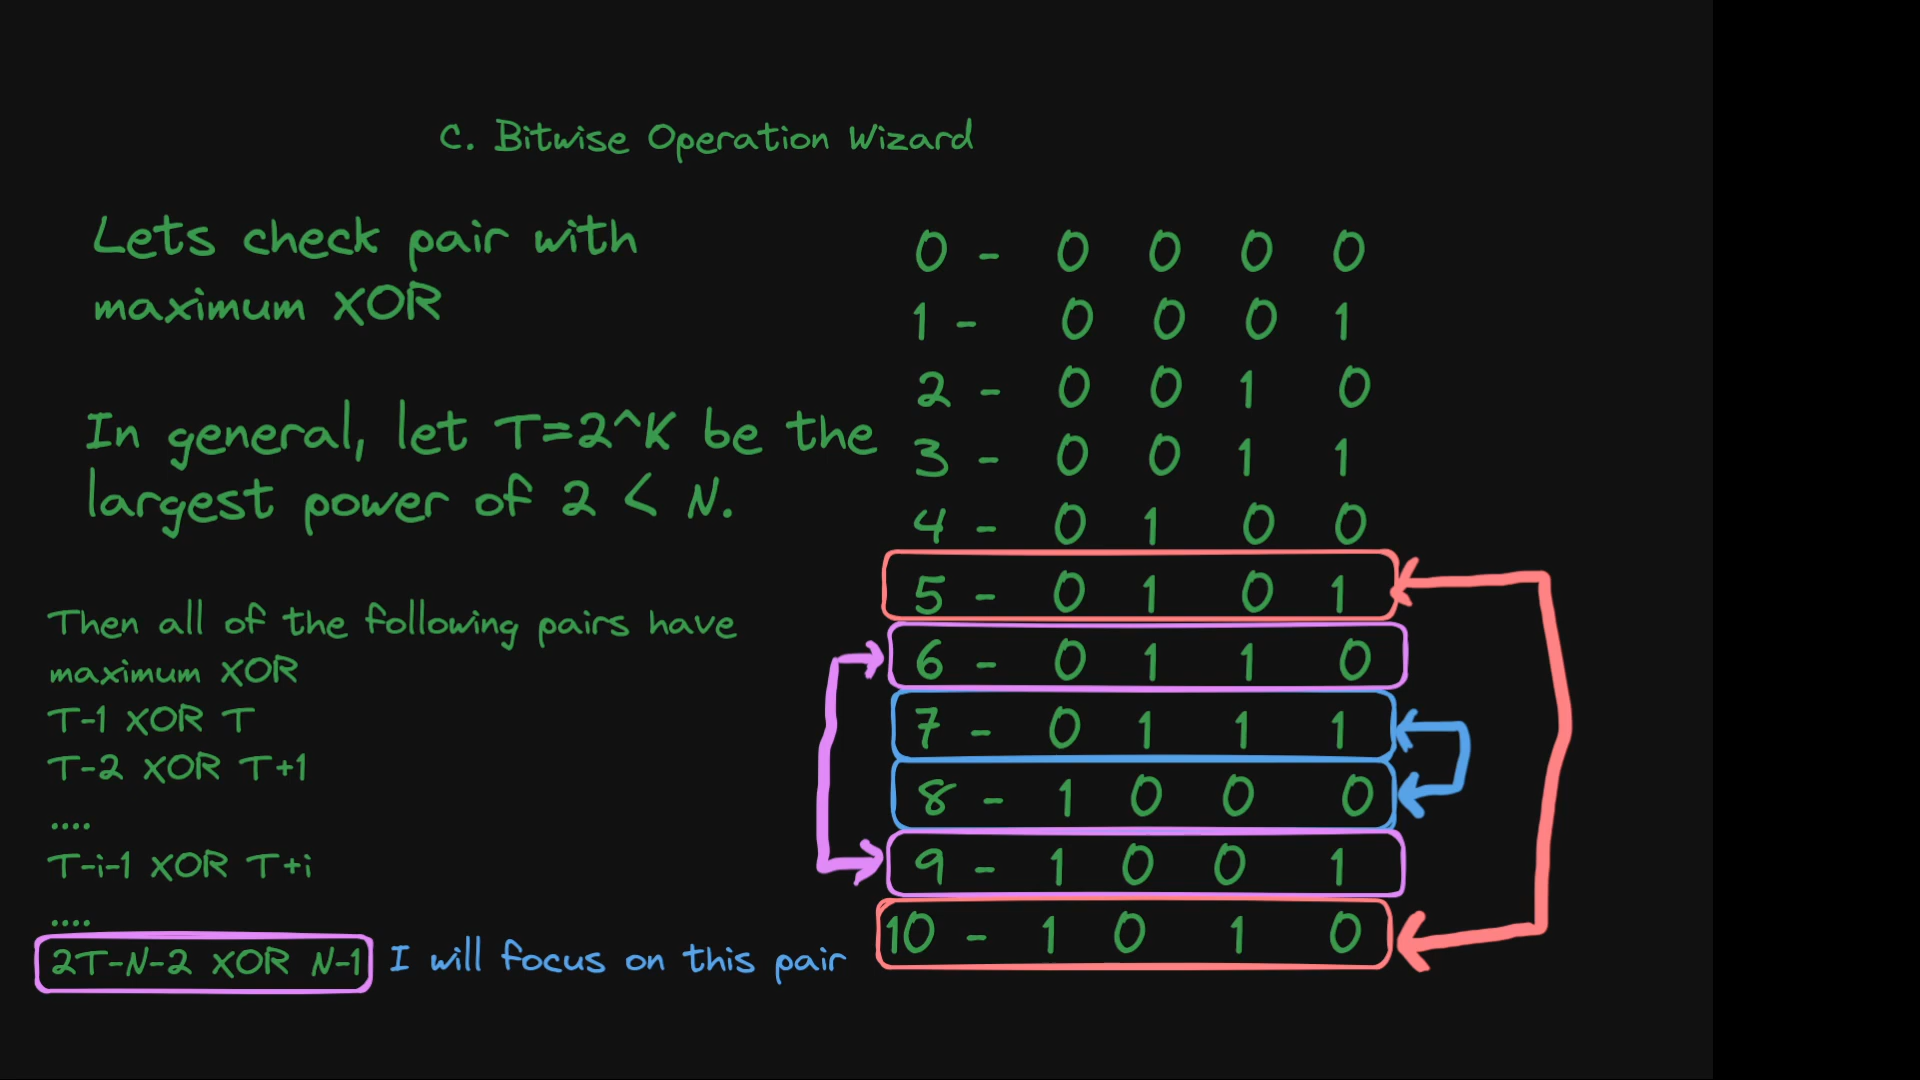 C. Bitwise Operation Wizard
Lets check pair with
maximum XOR
In general, let T=2^K be the
largest power of 2 < N.
Then all of the following pairs have
maximum XOR
T-1 XOR T
T-2 XOR T+1
....
T-i-1 XOR T+i
....
2T-N-2 XOR N-1
I will focus on this pair
0 - 0 0 0 0
1 - 0 0 0 1
2 - 0 0 1 0
3 - 0 0 1 1
4 - 0 1 0 0
5 - 0 1 0 1
6 - 0 1 1 0
7 - 0 1 1 1
8 - 1 0 0 0
9 - 1 0 0 1
10 - 1 0 1 0